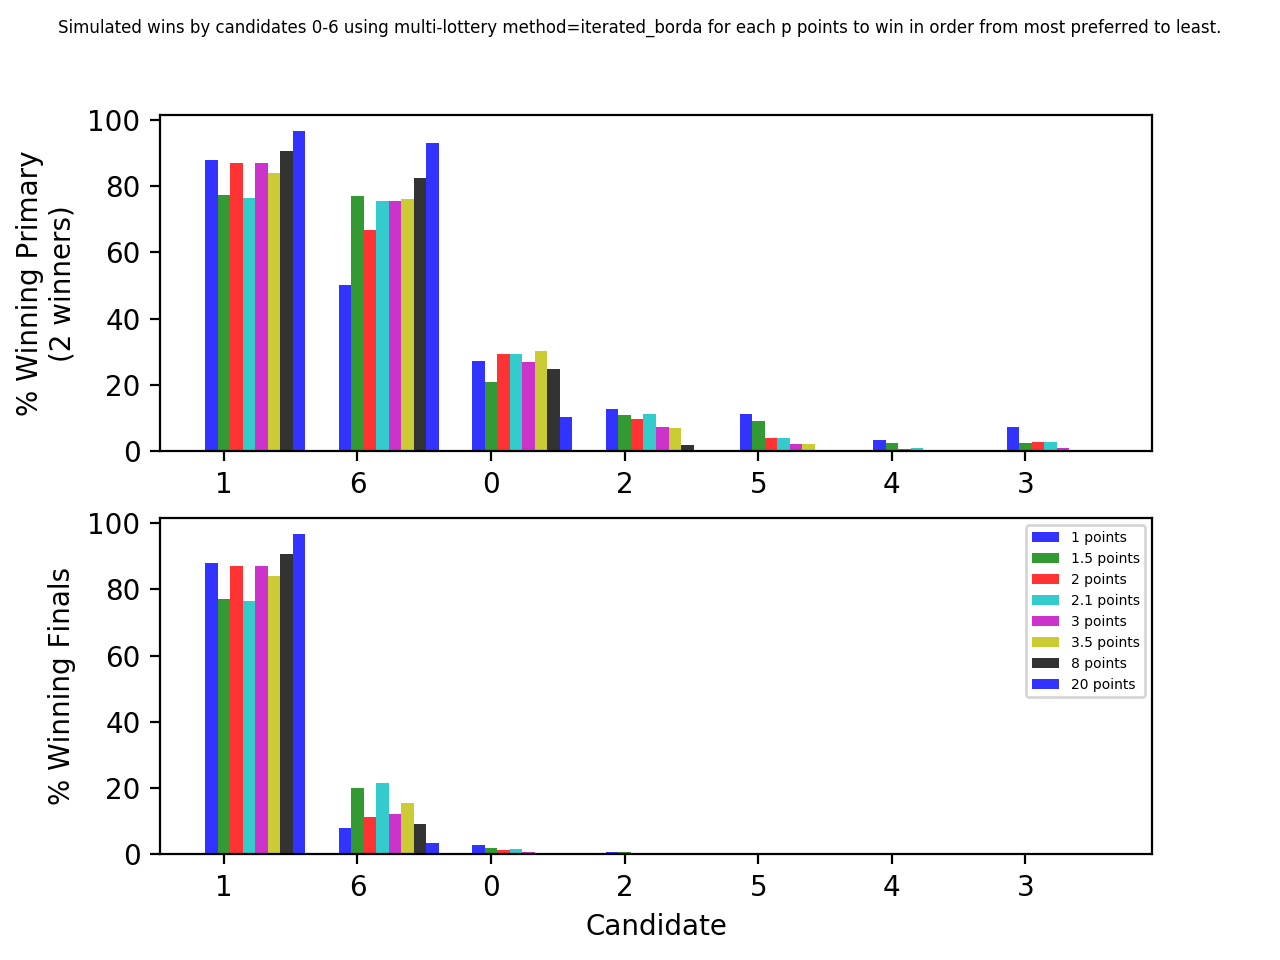 Simulated wins by candidates 0-6 using multi-lottery method=iterated_borda for each p points to win in order from most preferred to least.
% Winning Primary
(2 winners)
100
80
60
40
20
0
1 6 0 2 5 4 3
% Winning Finals
100
80
60
40
20
0
1 points
1.5 points
2 points
2.1 points
3 points
3.5 points
8 points
20 points
1 6 0 2 5 4 3
Candidate